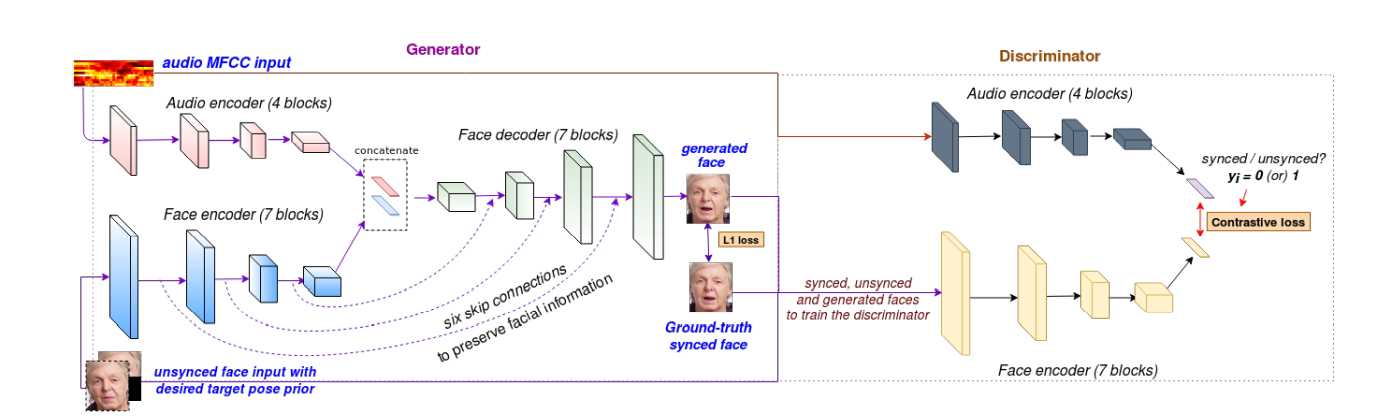 Generator
Discriminator
audio MFCC input
Audio encoder (4 blocks)
Audio encoder (4 blocks)
Face decoder (7 blocks)
concatenate
generated
face
synced / unsynced?
yi = 0 (or) 1
Face encoder (7 blocks)
Contrastive loss
L1 loss
six skip connections
to preserve facial information
synced, unsynced
and generated faces
to train the discriminator
Ground-truth
synced face
unsynced face input with
desired target pose prior
Face encoder (7 blocks)